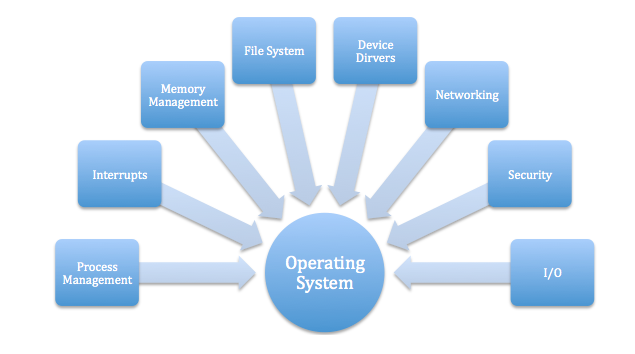 File System
Device
Dirvers
Memory
Management
Networking
Interrupts
Security
Process
Management
Operating
System
I/O